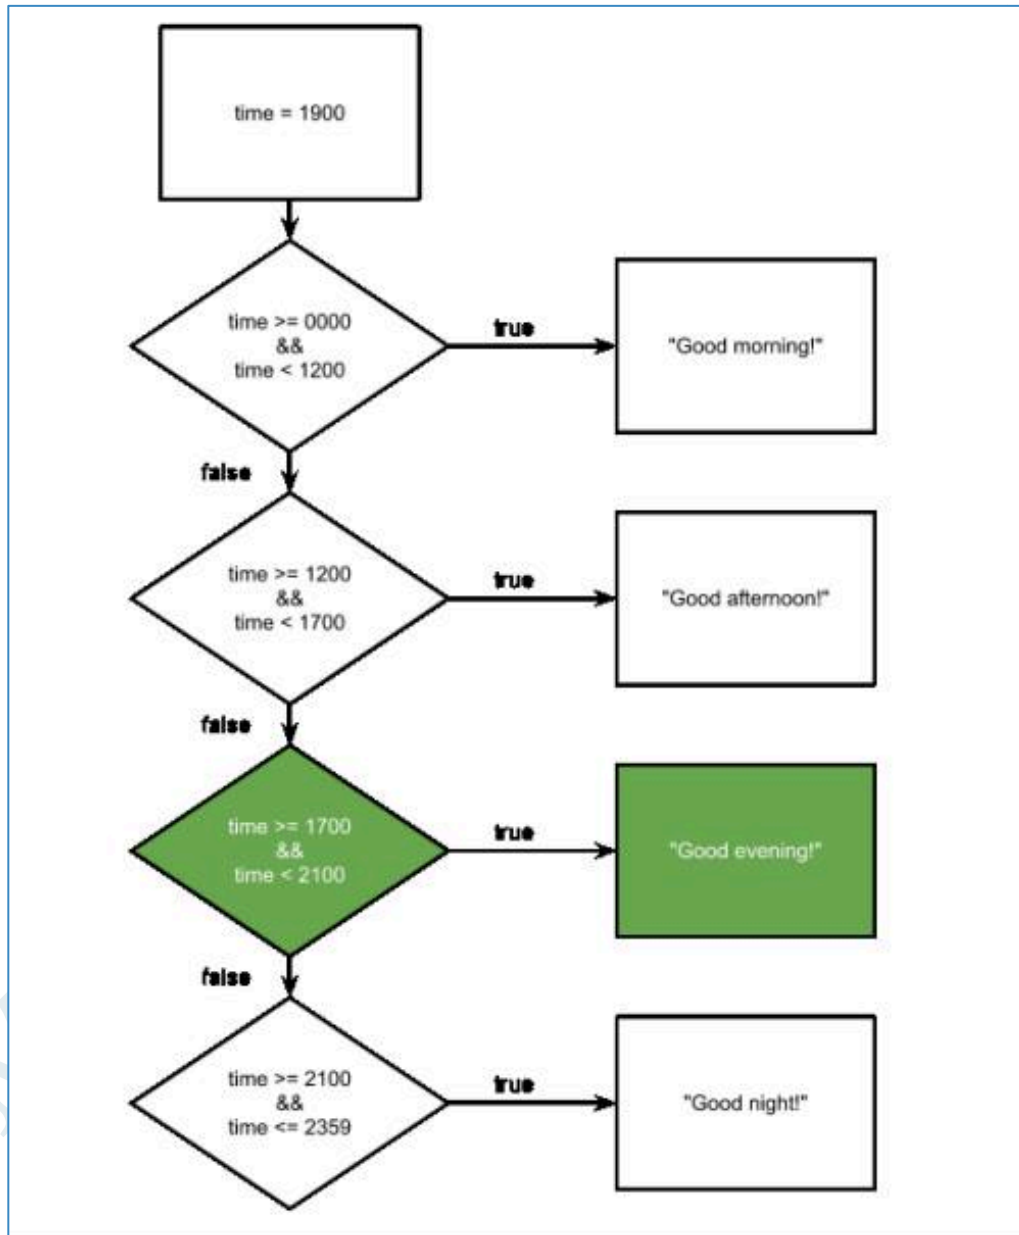 time = 1900
time >= 0000
&&
time < 1200
true
"Good morning!"
false
time >= 1200
&&
time < 1700
true
"Good afternoon!"
false
time >= 1700
&&
time < 2100
true
"Good evening!"
false
time >= 2100
&&
time <= 2359
true
"Good night!"